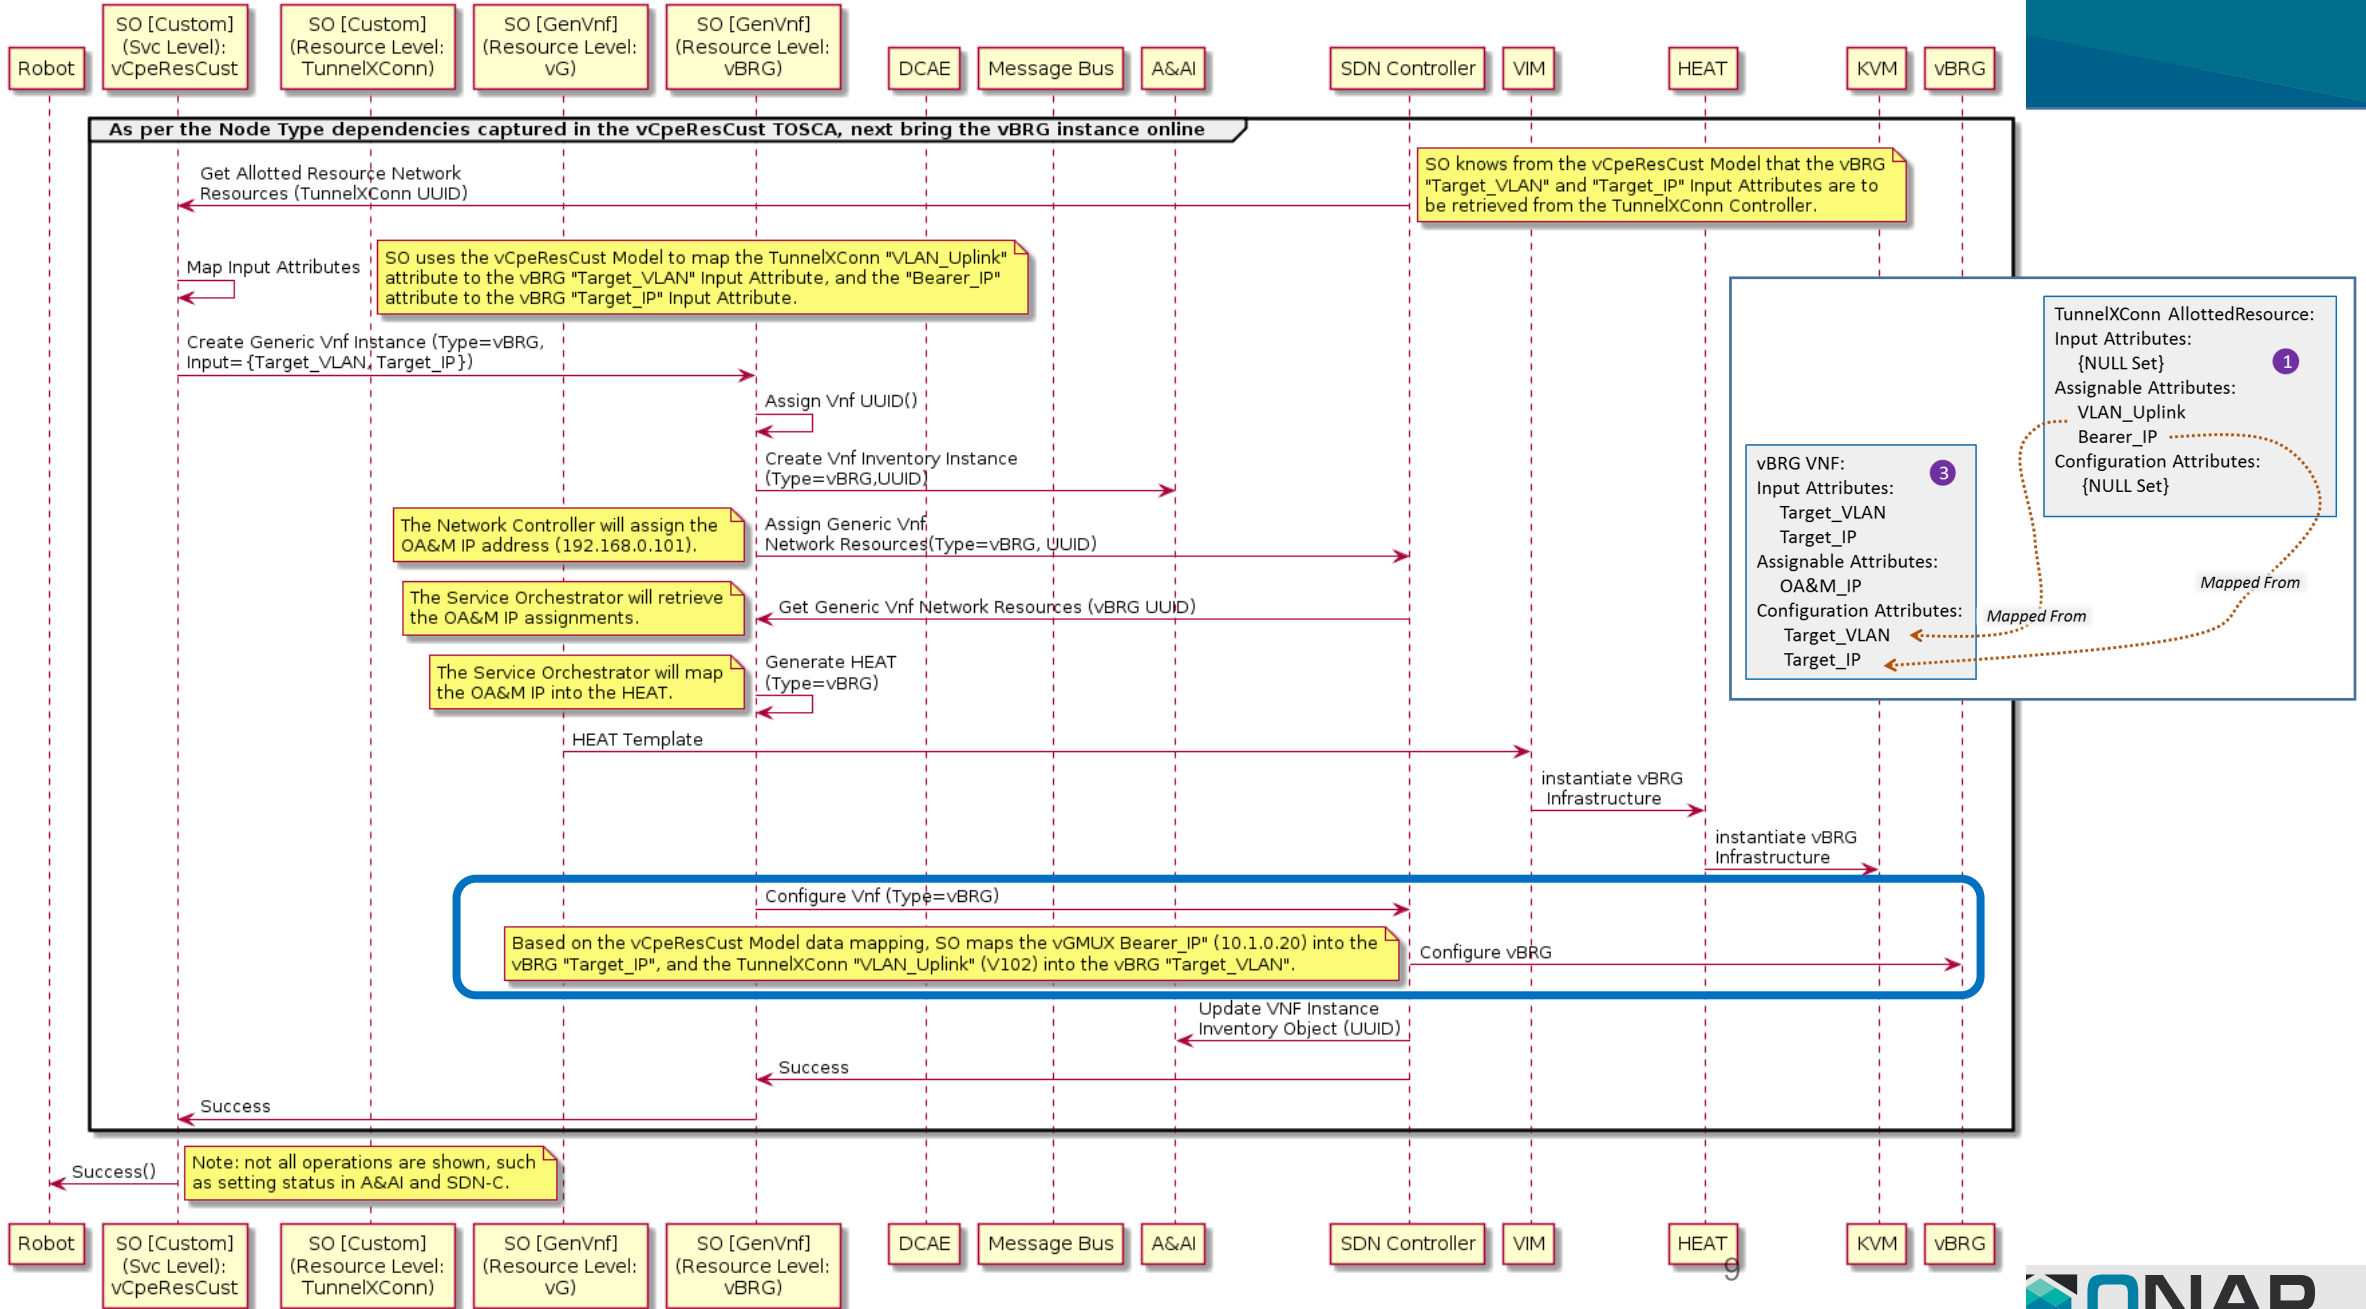 Robot
SO [Custom]
(Svc Level):
vCpeResCust
SO [Custom]
(Resource Level:
TunnelXConn)
SO [GenVnf]
(Resource Level:
vG)
SO [GenVnf]
(Resource Level:
vBRG)
DCAE
Message Bus
A&AI
SDN Controller
VIM
HEAT
KVM
vBRG
As per the Node Type dependencies captured in the vCpeResCust TOSCA, next bring the vBRG instance online
Get Allotted Resource Network
Resources (TunnelXConn UUID)
SO knows from the vCpeResCust Model that the vBRG
"Target_VLAN" and "Target_IP" Input Attributes are to
be retrieved from the TunnelXConn Controller.
Map Input Attributes
SO uses the vCpeResCust Model to map the TunnelXConn "VLAN_Uplink"
attribute to the vBRG "Target_VLAN" Input Attribute, and the "Bearer_IP"
attribute to the vBRG "Target_IP" Input Attribute.
Create Generic Vnf Instance (Type=vBRG,
Input={Target_VLAN, Target_IP})
Assign Vnf UUID()
Create Vnf Inventory Instance
(Type=vBRG,UUID)
The Network Controller will assign the
OA&M IP address (192.168.0.101).
Assign Generic Vnf
Network Resources(Type=vBRG, UUID)
The Service Orchestrator will retrieve
the OA&M IP assignments.
Get Generic Vnf Network Resources (vBRG UUID)
The Service Orchestrator will map
the OA&M IP into the HEAT.
Generate HEAT
(Type=vBRG)
HEAT Template
instantiate vBRG
Infrastructure
instantiate vBRG
Infrastructure
Configure Vnf (Type=vBRG)
Based on the vCpeResCust Model data mapping, SO maps the vGMUX Bearer_IP" (10.1.0.20) into the
vBRG "Target_IP", and the TunnelXConn "VLAN_Uplink" (V102) into the vBRG "Target_VLAN".
Configure vBRG
Update VNF Instance
Inventory Object (UUID)
Success
Success
Success()
Note: not all operations are shown, such
as setting status in A&AI and SDN-C.
TunnelXConn AllottedResource:
Input Attributes:
{NULL Set}
1
Assignable Attributes:
VLAN_Uplink
Bearer_IP
Configuration Attributes:
{NULL Set}
vBRG VNF:
3
Input Attributes:
Target_VLAN
Target_IP
Assignable Attributes:
OA&M_IP
Configuration Attributes:
Target_VLAN
Target_IP
Mapped From
Mapped From
Robot
SO [Custom]
(Svc Level):
vCpeResCust
SO [Custom]
(Resource Level:
TunnelXConn)
SO [GenVnf]
(Resource Level:
vG)
SO [GenVnf]
(Resource Level:
vBRG)
DCAE
Message Bus
A&AI
SDN Controller
VIM
HEAT
KVM
vBRG
9
ONAP